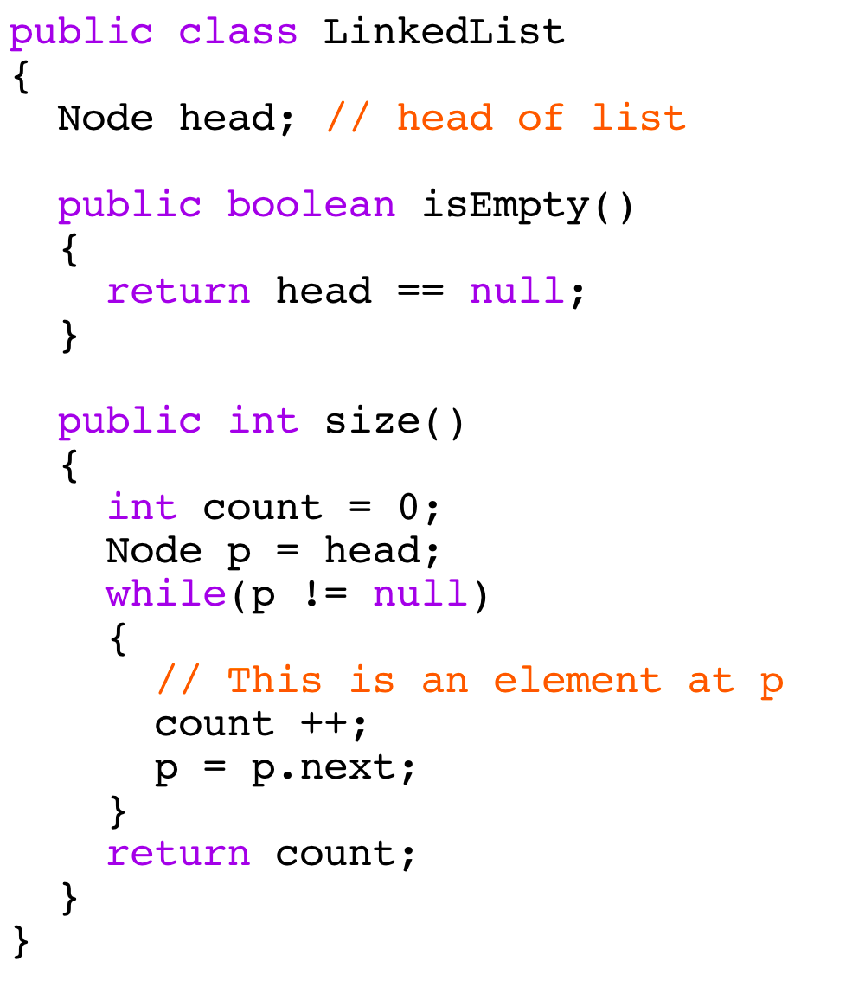 public class LinkedList
{
  Node head; // head of list

  public boolean isEmpty()
  {
    return head == null;
  }

  public int size()
  {
    int count = 0;
    Node p = head;
    while(p != null)
    {
      // This is an element at p
      count ++;
      p = p.next;
    }
    return count;
  }
}